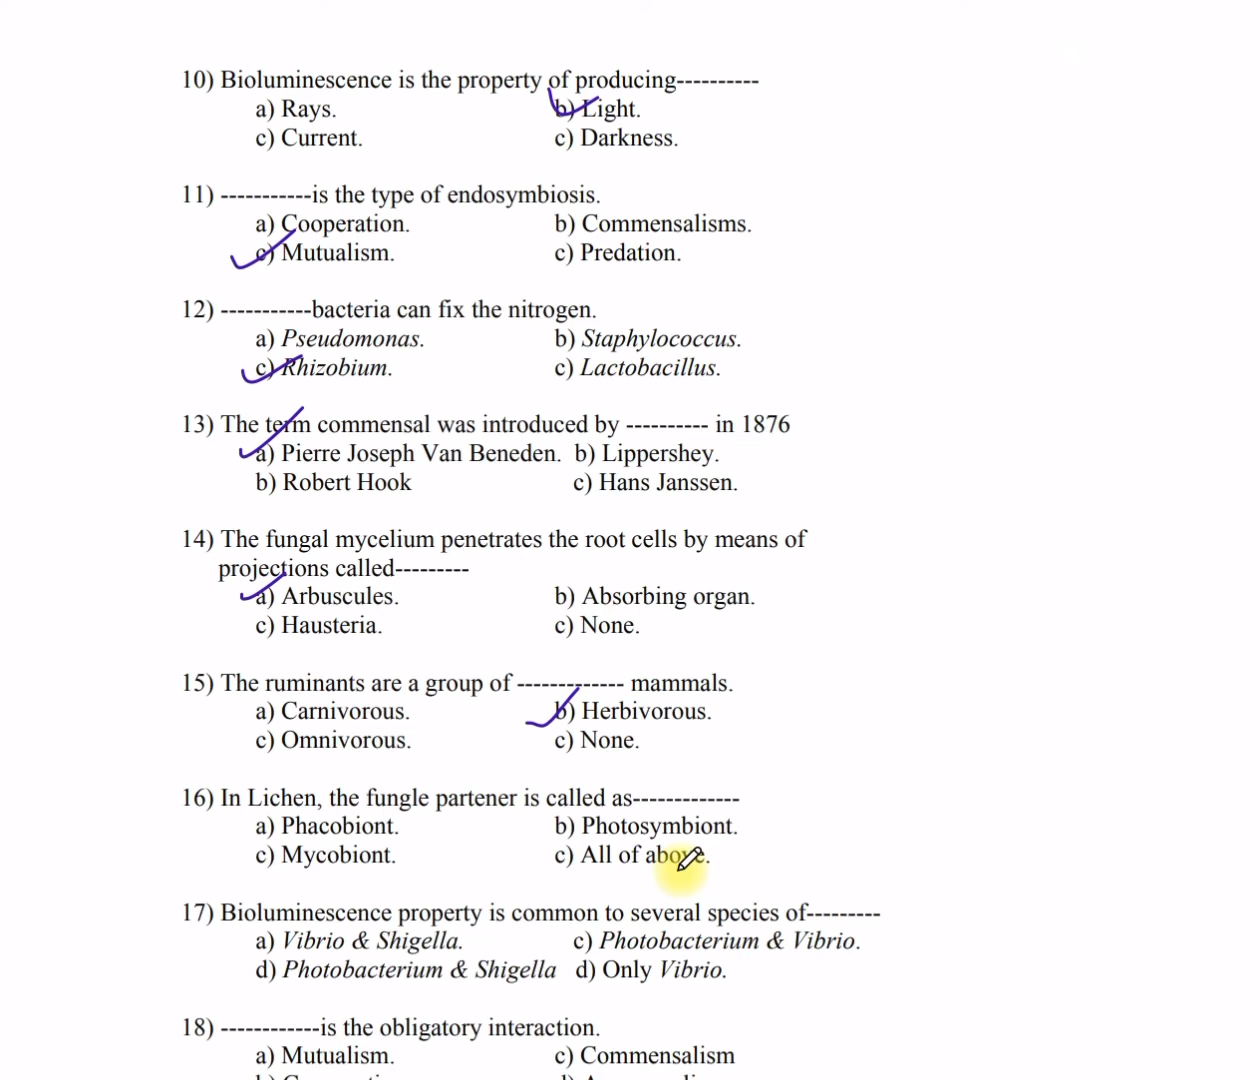 10) Bioluminescence is the property of producing----------
a) Rays. b) Light.
c) Current. c) Darkness.
11) -----------is the type of endosymbiosis.
a) Cooperation. b) Commensalisms.
c) Mutualism. c) Predation.
12) -----------bacteria can fix the nitrogen.
a) Pseudomonas. b) Staphylococcus.
c) Rhizobium. c) Lactobacillus.
13) The term commensal was introduced by ---------- in 1876
a) Pierre Joseph Van Beneden. b) Lippershey.
b) Robert Hook c) Hans Janssen.
14) The fungal mycelium penetrates the root cells by means of
projections called---------
a) Arbuscules. b) Absorbing organ.
c) Hausteria. c) None.
15) The ruminants are a group of ------------- mammals.
a) Carnivorous. b) Herbivorous.
c) Omnivorous. c) None.
16) In Lichen, the fungle partener is called as-------------
a) Phacobiont. b) Photosymbiont.
c) Mycobiont. c) All of above.
17) Bioluminescence property is common to several species of---------
a) Vibrio & Shigella. c) Photobacterium & Vibrio.
d) Photobacterium & Shigella d) Only Vibrio.
18) ------------is the obligatory interaction.
a) Mutualism. c) Commensalism